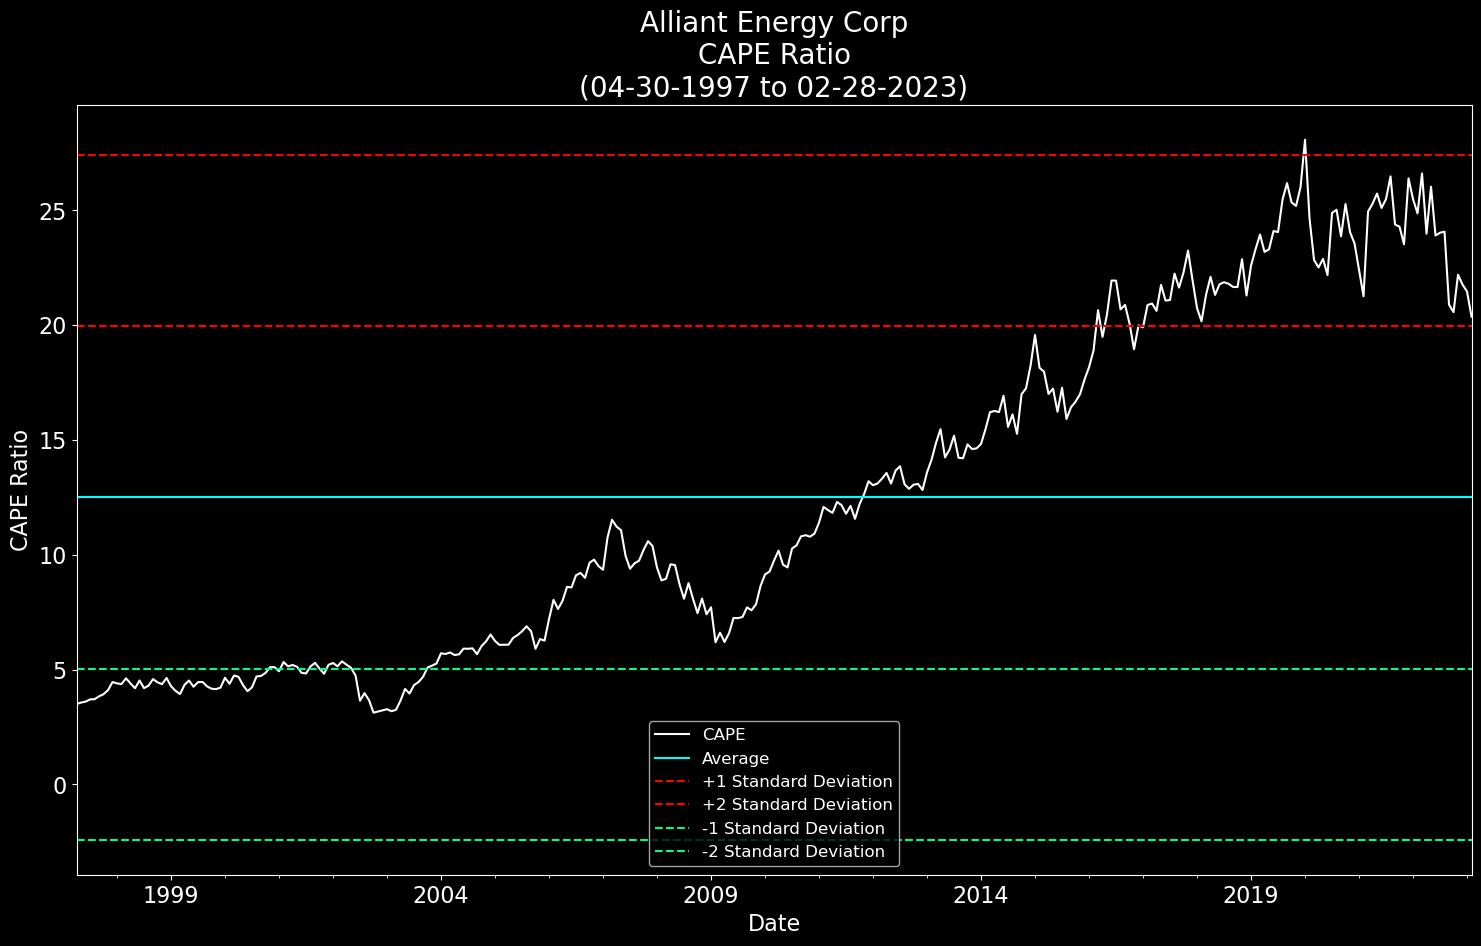 Alliant Energy Corp
CAPE Ratio
(04-30-1997 to 02-28-2023)
CAPE Ratio
25
20
15
10
5
0
CAPE
Average
+1 Standard Deviation
+2 Standard Deviation
-1 Standard Deviation
-2 Standard Deviation
1999 2004 2009 2014 2019
Date